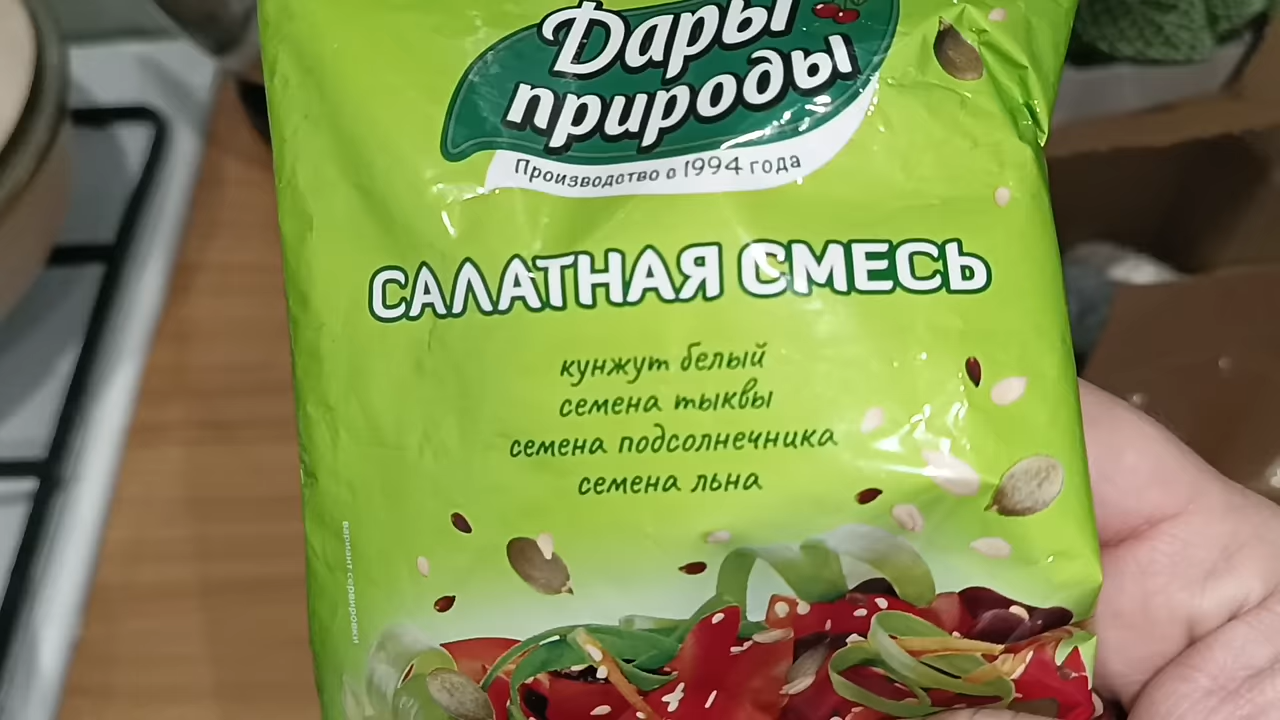 Дары
природы
Производство с 1994 года
САЛАТНАЯ СМЕСЬ
кунжут белый
семена тыквы
семена подсолнечника
семена льна
вариант сервировки